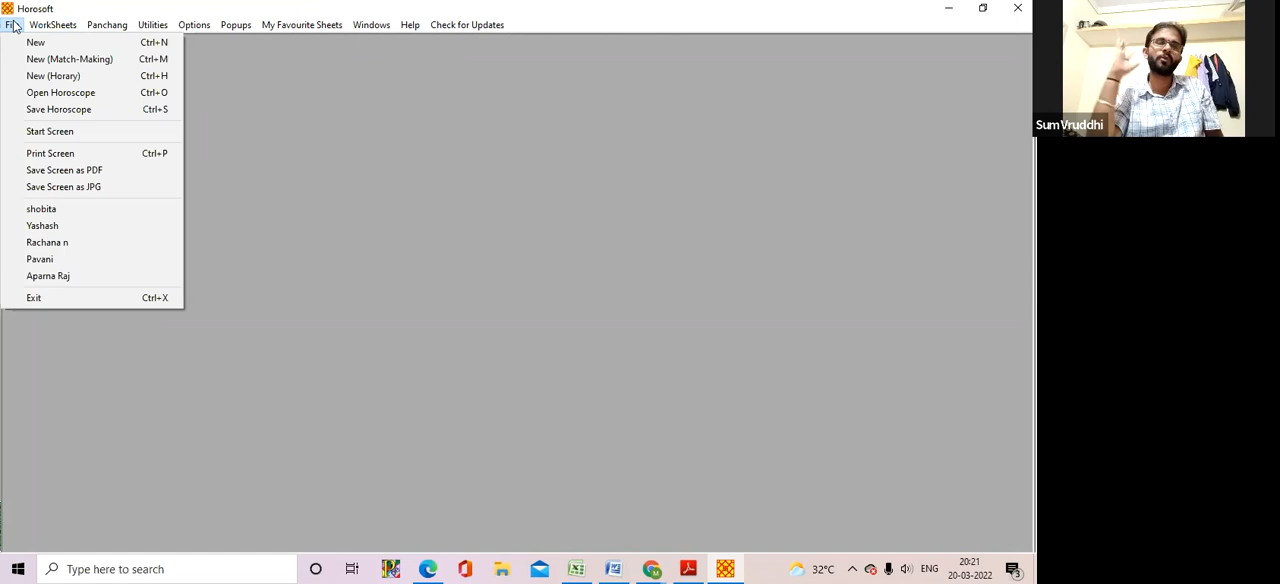 Horosoft
WorkSheets Panchang Utilities Options Popups My Favourite Sheets Windows Help Check for Updates
New Ctrl+N
New (Match-Making) Ctrl+M
New (Horary) Ctrl+H
Open Horoscope Ctrl+O
Save Horoscope Ctrl+S
Start Screen
Print Screen Ctrl+P
Save Screen as PDF
Save Screen as JPG
shobita
Yashash
Rachana n
Pavani
Aparna Raj
Exit Ctrl+X
SumVruddhi
Type here to search
32°C
ENG
20:21
20-03-2022
3